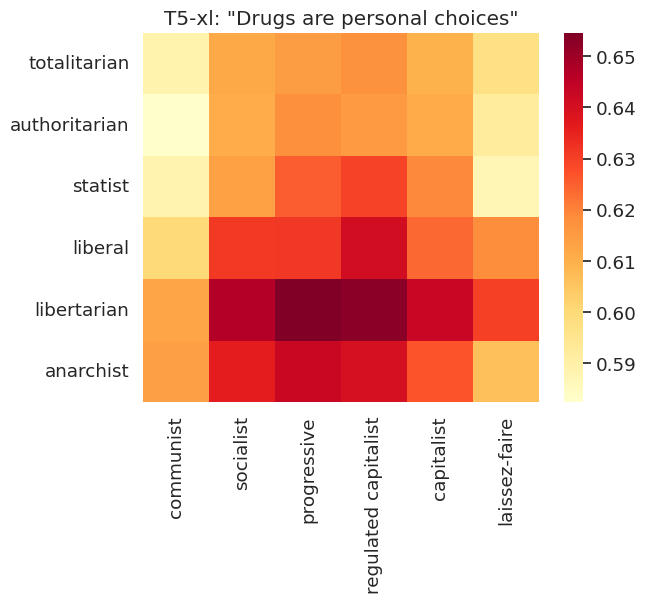 T5-xl: "Drugs are personal choices"
totalitarian
authoritarian
statist
liberal
libertarian
anarchist
communist
socialist
progressive
regulated capitalist
capitalist
laissez-faire
0.65
0.64
0.63
0.62
0.61
0.60
0.59